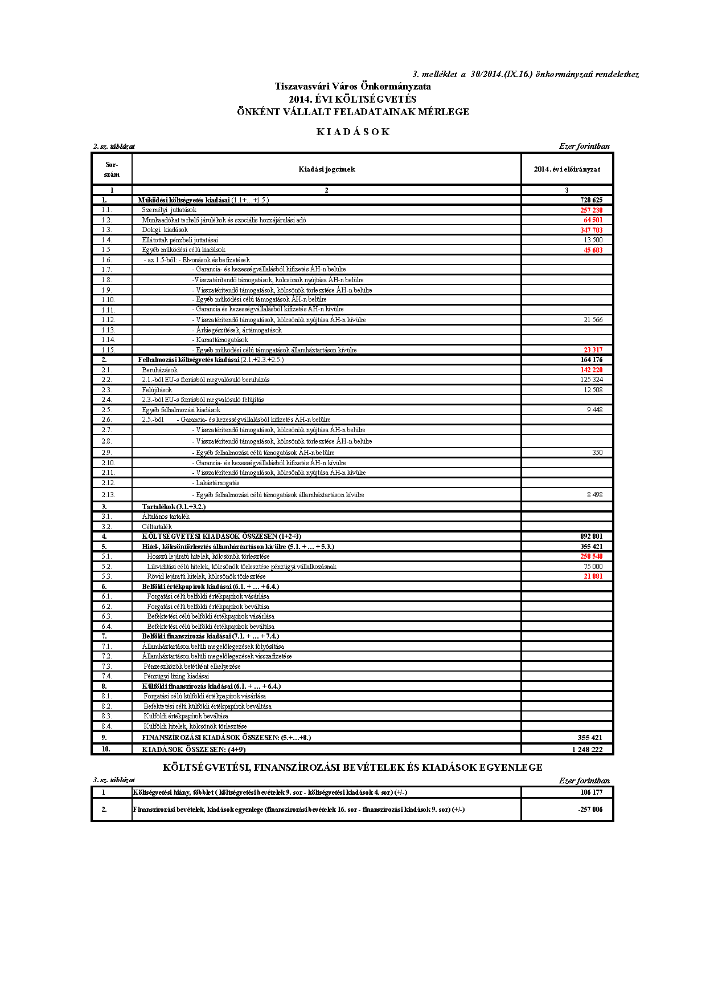 3. melléklet a 30/2014.(IX.16.) önkormányzati rendelethez
Tiszavasvári Város Önkormányzata
2014. ÉVI KÖLTSÉGVETÉS
ÖNKÉNT VÁLLALT FELADATAINAK MÉRLEGE
K I A D Á S O K
2. sz. táblázat Ezer forintban
Sor-
szám Kiadási jogcímek 2014. évi előirányzat
1 2 3
1. Működési költségvetés kiadásai (1.1+…+1.5.) 728 625
1.1. Személyi juttatások 257 238
1.2. Munkaadókat terhelő járulékok és szociális hozzájárulási adó 64 501
1.3. Dologi kiadások 347 703
1.4. Ellátottak pénzbeli juttatásai 13 500
1.5 Egyéb működési célú kiadások 45 683
1.6. - az 1.5-ből: - Elvonások és befizetések
1.7. - Garancia- és kezességvállalásból kifizetés ÁH-n belülre
1.8. -Visszatérítendő támogatások, kölcsönök nyújtása ÁH-n belülre
1.9. - Visszatérítendő támogatások, kölcsönök törlesztése ÁH-n belülre
1.10. - Egyéb működési célú támogatások ÁH-n belülre
1.11. - Garancia és kezességvállalásból kifizetés ÁH-n kívülre
1.12. - Visszatérítendő támogatások, kölcsönök nyújtása ÁH-n kívülre 21 566
1.13. - Árkiegészítések, ártámogatások
1.14. - Kamattámogatások
1.15. - Egyéb működési célú támogatások államháztartáson kívülre 23 317
2. Felhalmozási költségvetés kiadásai (2.1.+2.3.+2.5.) 164 176
2.1. Beruházások 142 220
2.2. 2.1.-ből EU-s forrásból megvalósuló beruházás 125 324
2.3. Felújítások 12 508
2.4. 2.3.-ból EU-s forrásból megvalósuló felújítás
2.5. Egyéb felhalmozási kiadások 9 448
2.6. 2.5.-ből - Garancia- és kezességvállalásból kifizetés ÁH-n belülre
2.7. - Visszatérítendő támogatások, kölcsönök nyújtása ÁH-n belülre
2.8. - Visszatérítendő támogatások, kölcsönök törlesztése ÁH-n belülre
2.9. - Egyéb felhalmozási célú támogatások ÁH-n belülre 350
2.10. - Garancia- és kezességvállalásból kifizetés ÁH-n kívülre
2.11. - Visszatérítendő támogatások, kölcsönök nyújtása ÁH-n kívülre
2.12. - Lakástámogatás
2.13. - Egyéb felhalmozási célú támogatások államháztartáson kívülre 8 498
3. Tartalékok (3.1.+3.2.)
3.1. Általános tartalék
3.2. Céltartalék
4. KÖLTSÉGVETÉSI KIADÁSOK ÖSSZESEN (1+2+3) 892 801
5. Hitel-, kölcsöntörlesztés államháztartáson kívülre (5.1. + … + 5.3.) 355 421
5.1. Hosszú lejáratú hitelek, kölcsönök törlesztése 258 540
5.2. Likviditási célú hitelek, kölcsönök törlesztése pénzügyi vállalkozásnak 75 000
5.3. Rövid lejáratú hitelek, kölcsönök törlesztése 21 881
6. Belföldi értékpapírok kiadásai (6.1. + … + 6.4.)
6.1. Forgatási célú belföldi értékpapírok vásárlása
6.2. Forgatási célú belföldi értékpapírok beváltása
6.3. Befektetési célú belföldi értékpapírok vásárlása
6.4. Befektetési célú belföldi értékpapírok beváltása
7. Belföldi finanszírozás kiadásai (7.1. + … + 7.4.)
7.1. Államháztartáson belüli megelőlegezések folyósítása
7.2. Államháztartáson belüli megelőlegezések visszafizetése
7.3. Pénzeszközök betétként elhelyezése
7.4. Pénzügyi lízing kiadásai
8. Külföldi finanszírozás kiadásai (6.1. + … + 6.4.)
8.1. Forgatási célú külföldi értékpapírok vásárlása
8.2. Befektetési célú külföldi értékpapírok beváltása
8.3. Külföldi értékpapírok beváltása
8.4. Külföldi hitelek, kölcsönök törlesztése
9. FINANSZÍROZÁSI KIADÁSOK ÖSSZESEN: (5.+…+8.) 355 421
10. KIADÁSOK ÖSSZESEN: (4+9) 1 248 222
KÖLTSÉGVETÉSI, FINANSZÍROZÁSI BEVÉTELEK ÉS KIADÁSOK EGYENLEGE
3. sz. táblázat Ezer forintban
1 Költségvetési hiány, többlet ( költségvetési bevételek 9. sor - költségvetési kiadások 4. sor) (+/-) 106 177
2. Finanszírozási bevételek, kiadások egyenlege (finanszírozási bevételek 16. sor - finanszírozási kiadások 9. sor) (+/-) -257 006